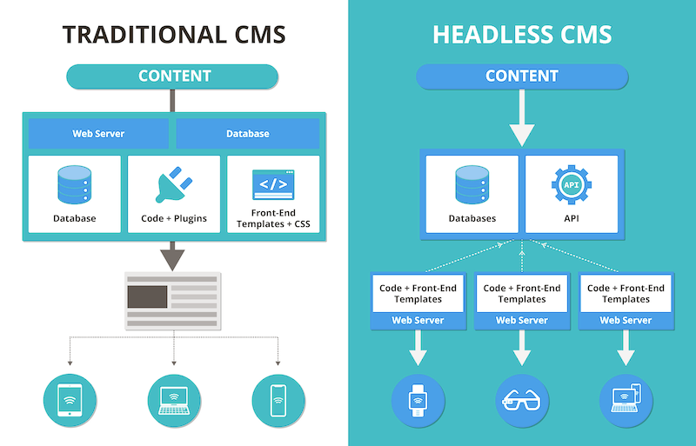 TRADITIONAL CMS
CONTENT
Web Server
Database
Database
Code + Plugins
Front-End
Templates + CSS
HEADLESS CMS
CONTENT
Databases
API
API
Code + Front-End
Templates
Web Server
Code + Front-End
Templates
Web Server
Code + Front-End
Templates
Web Server